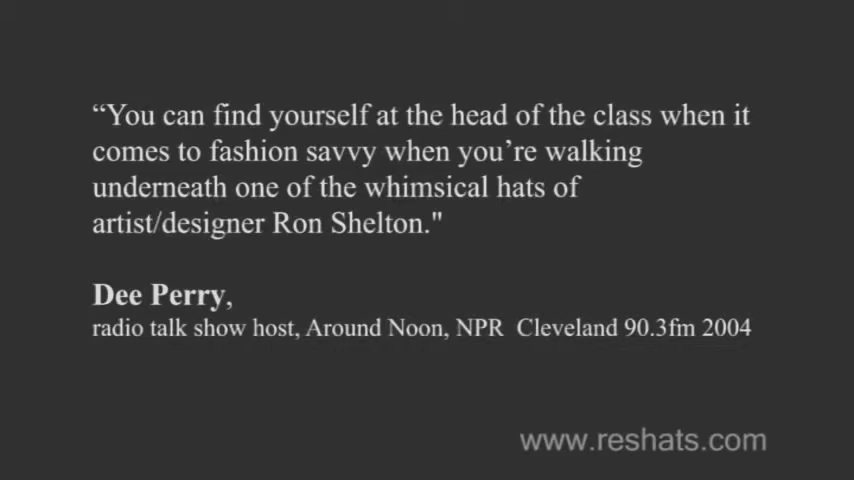 “You can find yourself at the head of the class when it
comes to fashion savvy when you’re walking
underneath one of the whimsical hats of
artist/designer Ron Shelton."
Dee Perry,
radio talk show host, Around Noon, NPR  Cleveland 90.3fm 2004
www.reshats.com